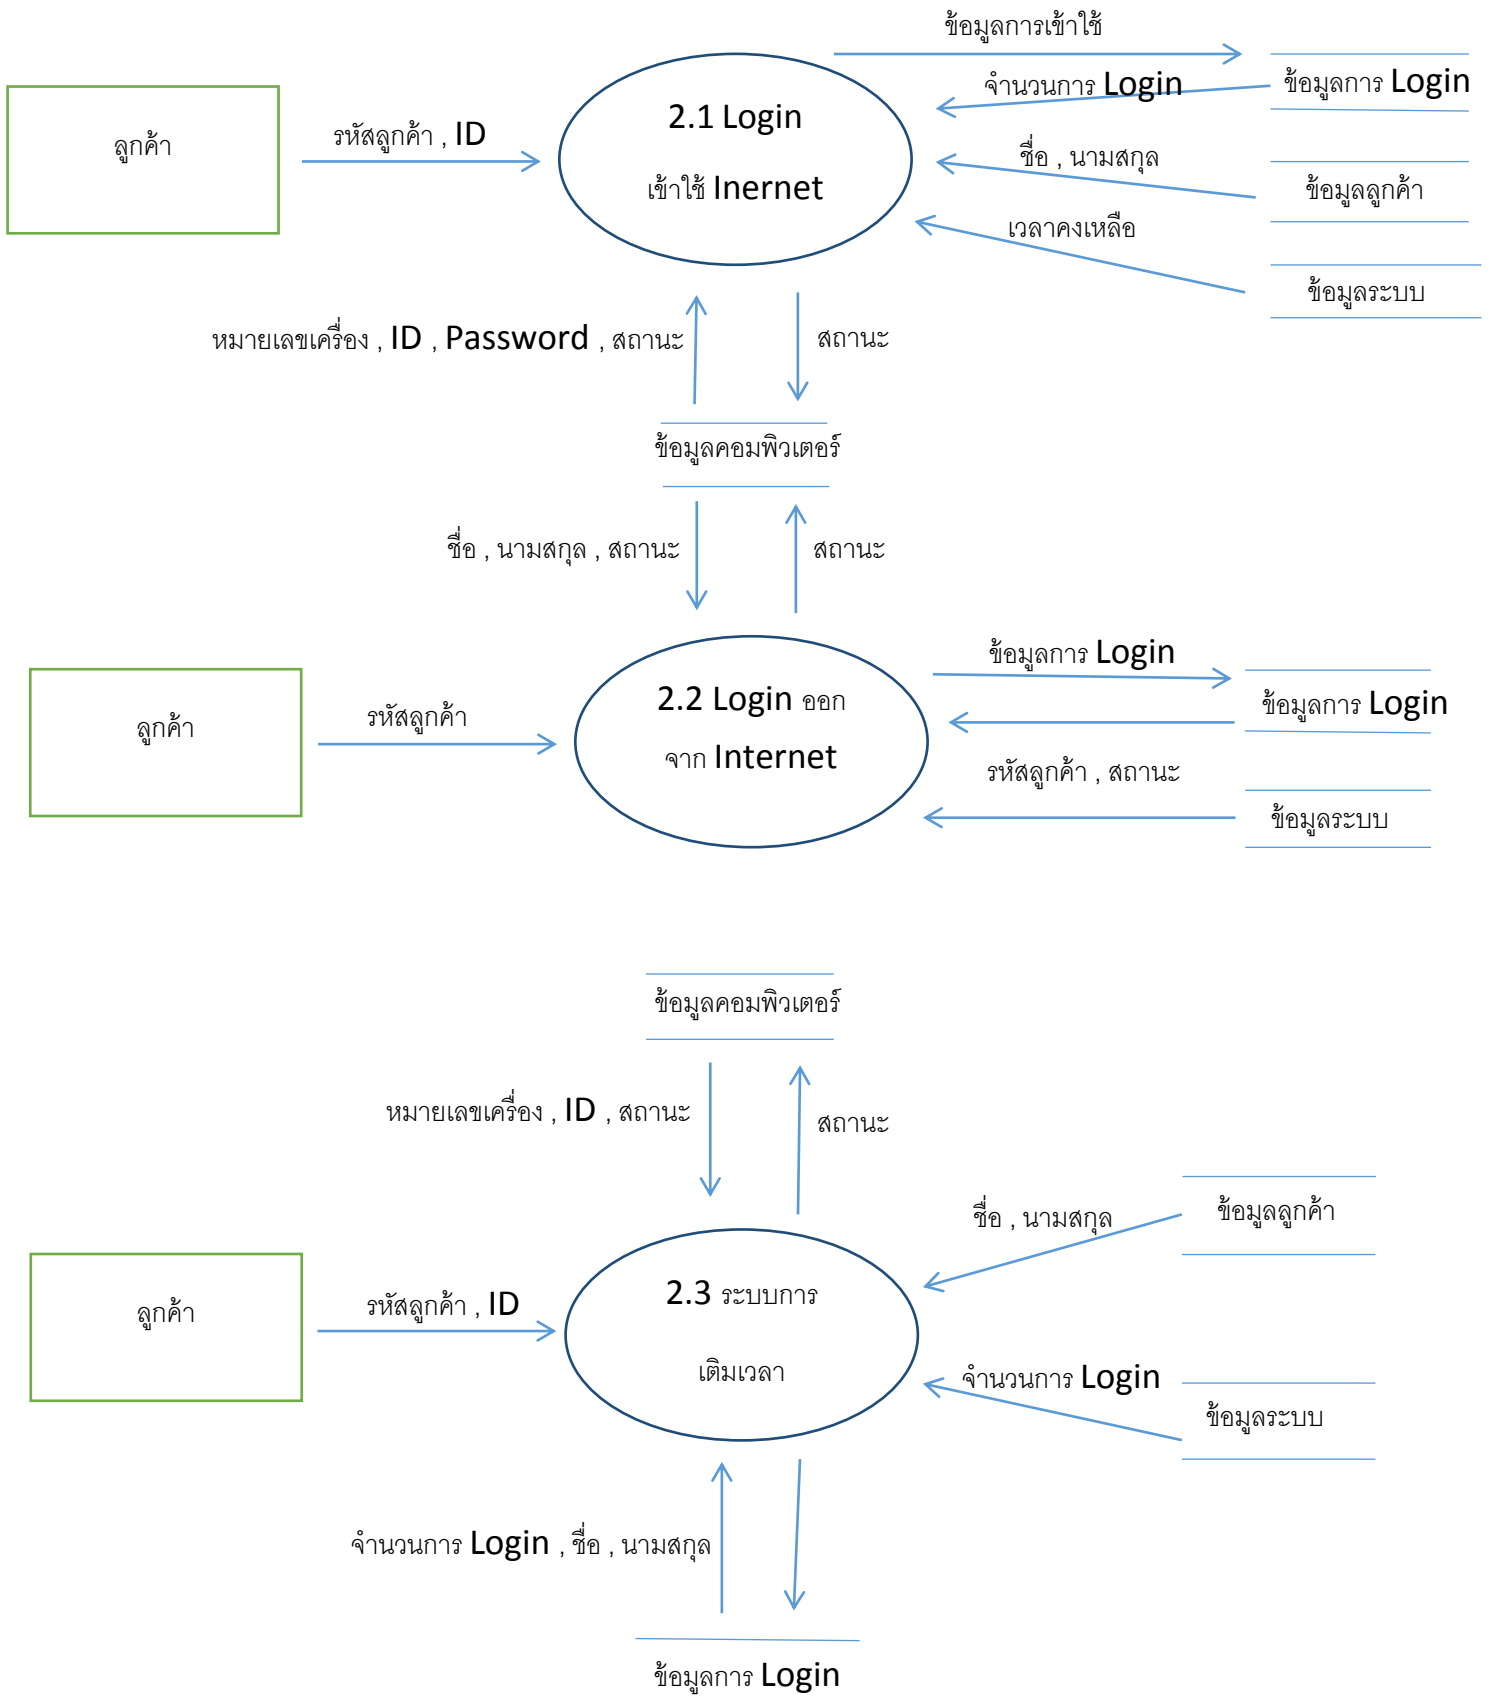 ข้อมูลการเข้าใช้
จำนวนการ Login
ข้อมูลการ Login
ลูกค้า
รหัสลูกค้า , ID
2.1 Login
เข้าใช้ Inernet
ชื่อ , นามสกุล
ข้อมูลลูกค้า
เวลาคงเหลือ
ข้อมูลระบบ
หมายเลขเครื่อง , ID , Password , สถานะ
สถานะ
ข้อมูลคอมพิวเตอร์
ชื่อ , นามสกุล , สถานะ
สถานะ
ข้อมูลการ Login
ลูกค้า
รหัสลูกค้า
2.2 Login ออก
จาก Internet
ข้อมูลการ Login
รหัสลูกค้า , สถานะ
ข้อมูลระบบ
ข้อมูลคอมพิวเตอร์
หมายเลขเครื่อง , ID , สถานะ
สถานะ
ชื่อ , นามสกุล
ข้อมูลลูกค้า
ลูกค้า
รหัสลูกค้า , ID
2.3 ระบบการ
เติมเวลา
จำนวนการ Login
ข้อมูลระบบ
จำนวนการ Login , ชื่อ , นามสกุล
ข้อมูลการ Login